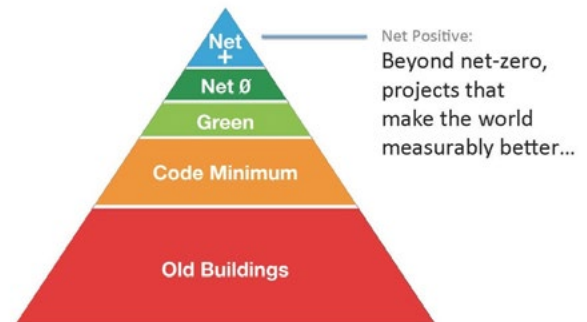 Net
+
Net Ø
Green
Code Minimum
Old Buildings
Net Positive:
Beyond net-zero,
projects that
make the world
measurably better...